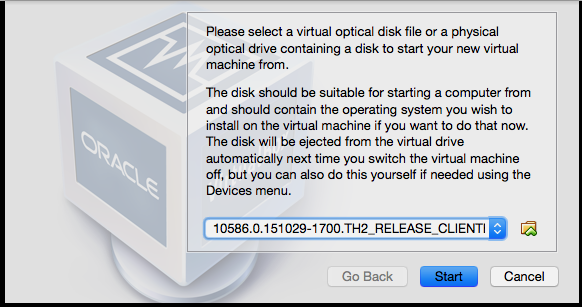 Please select a virtual optical disk file or a physical
optical drive containing a disk to start your new virtual
machine from.
The disk should be suitable for starting a computer from
and should contain the operating system you wish to
install on the virtual machine if you want to do that now.
The disk will be ejected from the virtual drive
automatically next time you switch the virtual machine
off, but you can also do this yourself if needed using the
Devices menu.
ORACLE
10586.0.151029-1700.TH2_RELEASE_CLIENT
Go Back Start Cancel